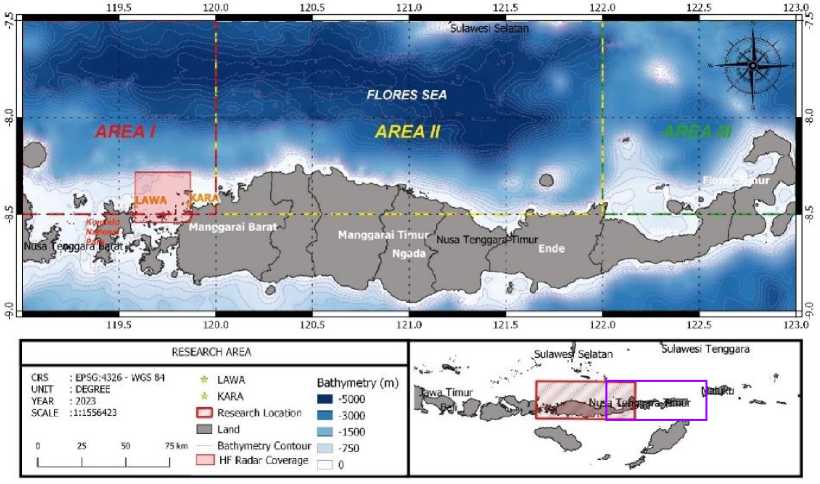 119.5 120.0 120.5 121.0 121.5 122.0 122.5 123.0
-7.5 -7.5
Sulawesi Selatan
FLORES SEA
-8.0 -8.0
AREA I AREA II AREA III
LAWA KARA
Flores Timur
-8.5 -8.5
Komodo
National
Park
Nusa Tenggara Barat
Manggarai Barat
Manggarai Timur
Nusa Tenggara Timur
Ngada
Ende
-9.0 -9.0
119.5 120.0 120.5 121.0 121.5 122.0 122.5 123.0
RESEARCH AREA
CRS : EPSG:4326 - WGS 84
UNIT : DEGREE
YEAR : 2023
SCALE :1:1556423
0 25 50 75 km
LAWA
KARA
Research Location
Land
Bathymetry Contour
HF Radar Coverage
Bathymetry (m)
-5000
-3000
-1500
-750
0
Sulawesi Tenggara
Sulawesi Selatan
Jawa Timur
Bali
Nusa Tenggara Timur
Maluku